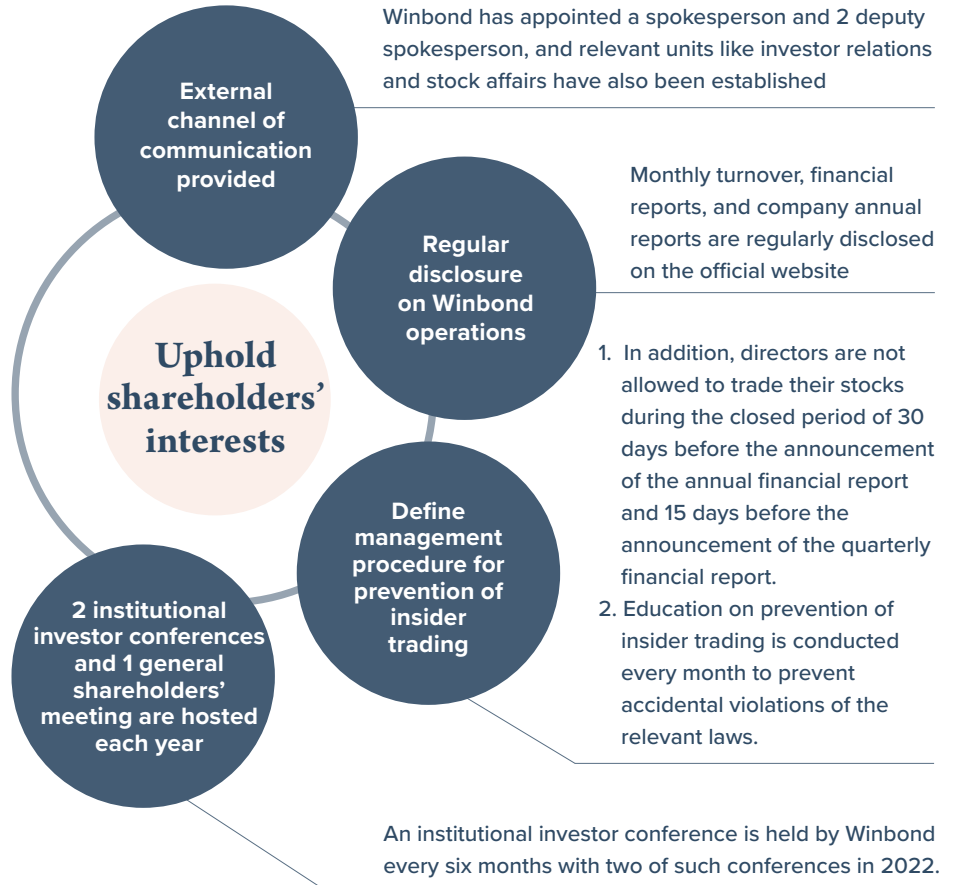 Winbond has appointed a spokesperson and 2 deputy
spokesperson, and relevant units like investor relations
and stock affairs have also been established
External
channel of
communication
provided
Monthly turnover, financial
reports, and company annual
reports are regularly disclosed
on the official website
Regular
disclosure
on Winbond
operations
Uphold
shareholders’
interests
1. In addition, directors are not
allowed to trade their stocks
during the closed period of 30
days before the announcement
of the annual financial report
and 15 days before the
announcement of the quarterly
financial report.
2. Education on prevention of
insider trading is conducted
every month to prevent
accidental violations of the
relevant laws.
Define
management
procedure for
prevention of
insider
trading
2 institutional
investor conferences
and 1 general
shareholders’
meeting are hosted
each year
An institutional investor conference is held by Winbond
every six months with two of such conferences in 2022.